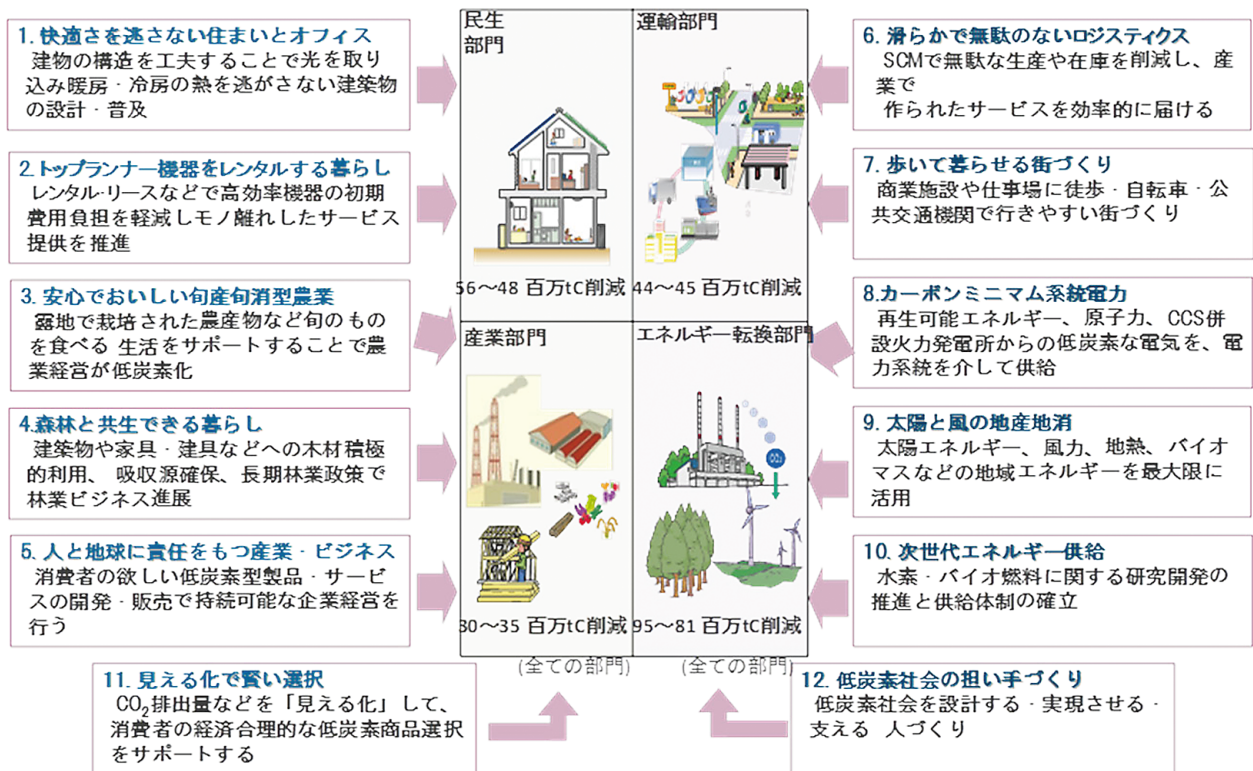 1. 快適さを逃さない住まいとオフィス
建物の構造を工夫することで光を取り
込み暖房・冷房の熱を逃がさない建築物
の設計・普及
2.トップランナー機器をレンタルする暮らし
レンタル・リースなどで高効率機器の初期
費用負担を軽減しモノ離れしたサービス
提供を推進
3. 安心でおいしい旬産旬消型農業
露地で栽培された農産物など旬のもの
を食べる 生活をサポートすることで農
業経営が低炭素化
4.森林と共生できる暮らし
建築物や家具・建具などへの木材積極
的利用、 吸収源確保、長期林業政策で
林業ビジネス進展
5. 人と地球に責任をもつ産業・ビジネス
消費者の欲しい低炭素型製品・サービ
スの開発・販売で持続可能な企業経営を
行う
民生
部門
56～48 百万tC削減
運輸部門
44～45 百万tC削減
産業部門
30～35 百万tC削減
エネルギー転換部門
CO₂
95～81 百万tC削減
(全ての部門)
(全ての部門)
6. 滑らかで無駄のないロジスティクス
SCMで無駄な生産や在庫を削減し、産
業で
作られたサービスを効率的に届ける
7. 歩いて暮らせる街づくり
商業施設や仕事場に徒歩・自転車・公
共交通機関で行きやすい街づくり
8.カーボンミニマム系統電力
再生可能エネルギー、原子力、CCS併
設火力発電所からの低炭素な電気を、電
力系統を介して供給
9. 太陽と風の地産地消
太陽エネルギー、風力、地熱、バイオ
マスなどの地域エネルギーを最大限に
活用
10. 次世代エネルギー供給
水素・バイオ燃料に関する研究開発の
推進と供給体制の確立
11. 見える化で賢い選択
CO₂排出量などを「見える化」して、
消費者の経済合理的な低炭素商品選択
をサポートする
12. 低炭素社会の担い手づくり
低炭素社会を設計する・実現させる・
支える 人づくり